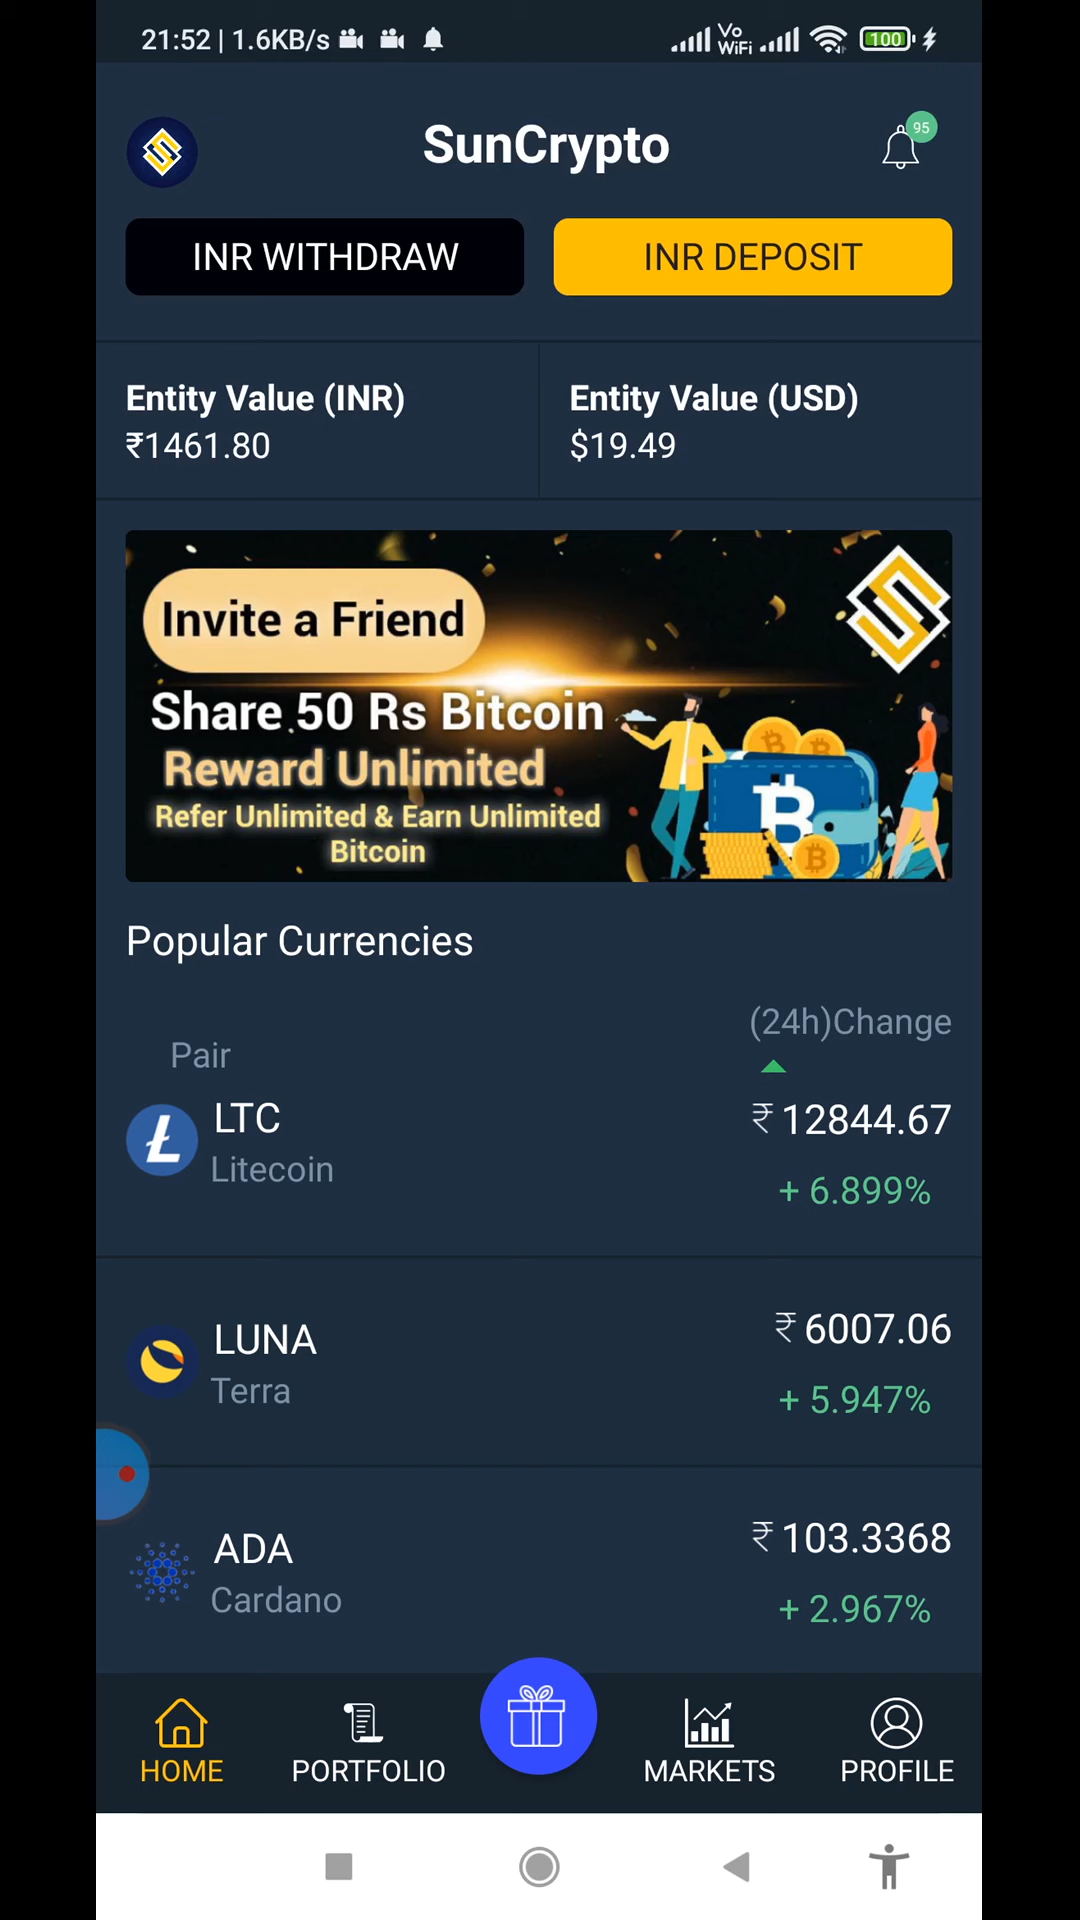 21:52 | 1.6KB/s Vo WiFi 100
SunCrypto 95
INR WITHDRAW INR DEPOSIT
Entity Value (INR) Entity Value (USD)
₹1461.80 $19.49
Invite a Friend
Share 50 Rs Bitcoin
Reward Unlimited
Refer Unlimited & Earn Unlimited
Bitcoin
Popular Currencies
(24h)Change
Pair
LTC ₹ 12844.67
Litecoin + 6.899%
LUNA ₹ 6007.06
Terra + 5.947%
ADA ₹ 103.3368
Cardano + 2.967%
HOME PORTFOLIO MARKETS PROFILE